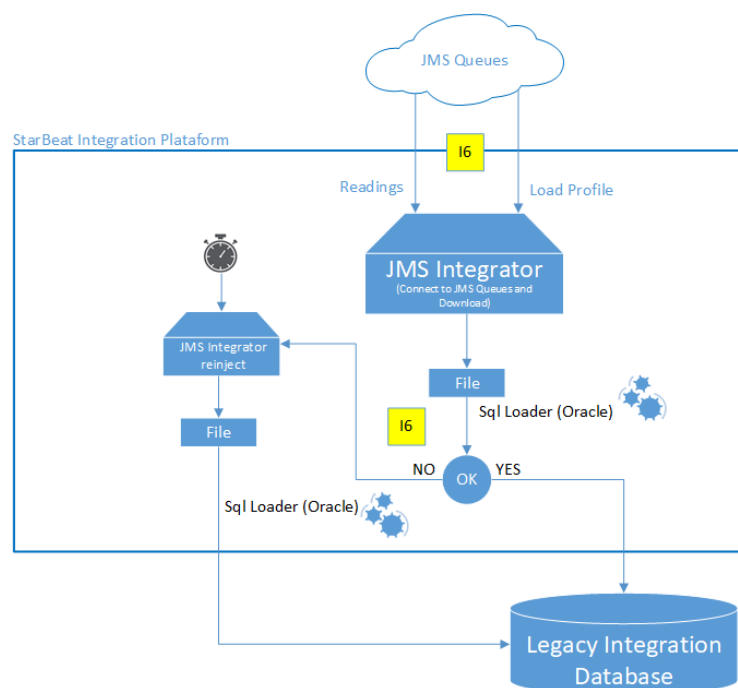 JMS Queues
StarBeat Integration Plataform
I6
Readings
Load Profile
JMS Integrator
(Connect to JMS Queues and
Download)
JMS Integrator
reinject
File
Sql Loader (Oracle)
I6
File
NO
OK
YES
Sql Loader (Oracle)
Legacy Integration
Database